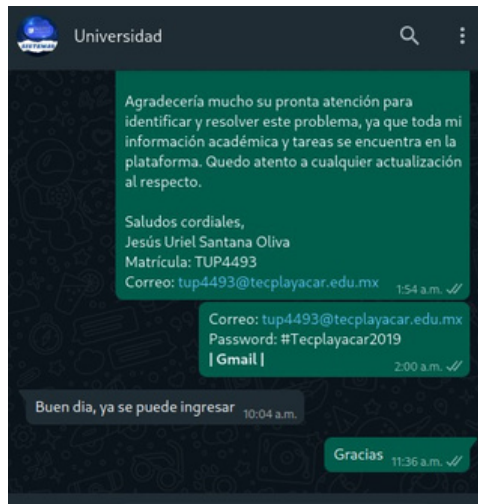 SISTEMAS
Universidad
Agradecería mucho su pronta atención para
identificar y resolver este problema, ya que toda mi
información académica y tareas se encuentra en la
plataforma. Quedo atento a cualquier actualización
al respecto.
Saludos cordiales,
Jesús Uriel Santana Oliva
Matrícula: TUP4493
Correo: tup4493@tecplayacar.edu.mx
1:54 a.m.
Correo: tup4493@tecplayacar.edu.mx
Password: #Tecplayacar2019
| Gmail |
2:00 a.m.
Buen dia, ya se puede ingresar 10:04 a.m.
Gracias 11:36 a.m.